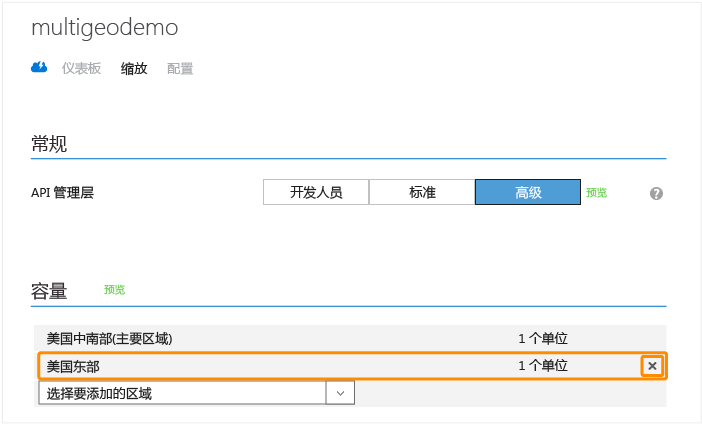 multigeodemo
仪表板 缩放 配置
常规
API 管理层 开发人员 标准 高级 预览 ?
容量 预览
美国中南部(主要区域) 1 个单位
美国东部 1 个单位
选择要添加的区域